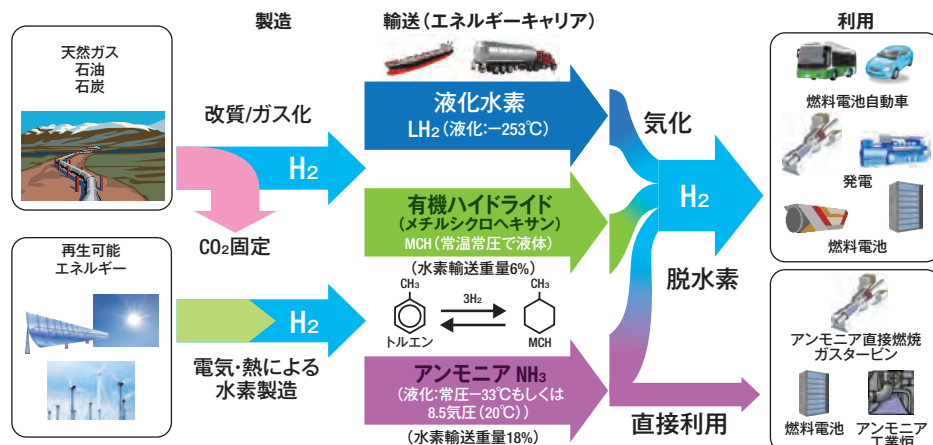 製造
輸送（エネルギーキャリア）
利用
天然ガス
石油
石炭
改質/ガス化
H2
CO2固定
再生可能
エネルギー
H2
電気・熱による
水素製造
液化水素
LH2（液化：－253℃）
有機ハイドライド
（メチルシクロヘキサン）
MCH（常温常圧で液体）
（水素輸送重量6%）
CH3
3H2
CH3
トルエン
MCH
アンモニア NH3
（液化：常圧－33℃もしくは
8.5気圧（20℃））
（水素輸送重量18%）
気化
H2
脱水素
直接利用
燃料電池自動車
発電
燃料電池
アンモニア直接燃焼
ガスタービン
燃料電池
アンモニア
工業炉